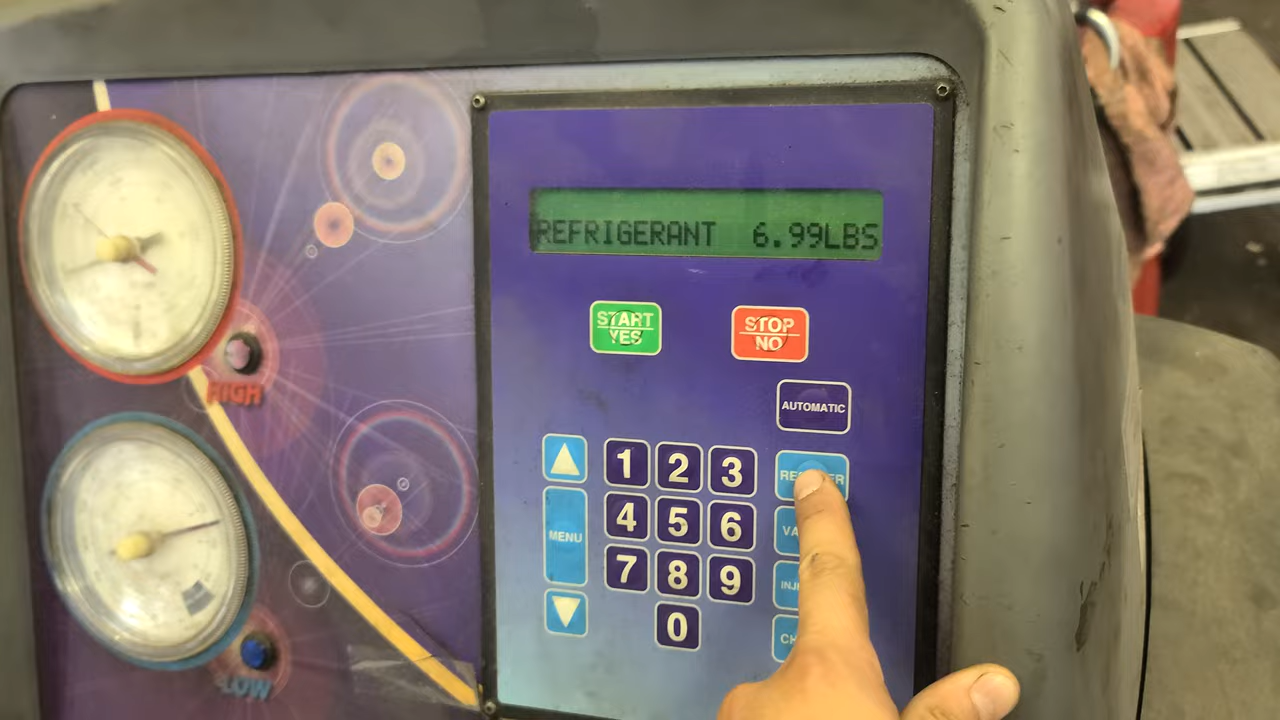 REFRIGERANT 6.99LBS
START
YES
STOP
NO
AUTOMATIC
1 2 3
4 5 6
MENU
7 8 9
0
HIGH
LOW